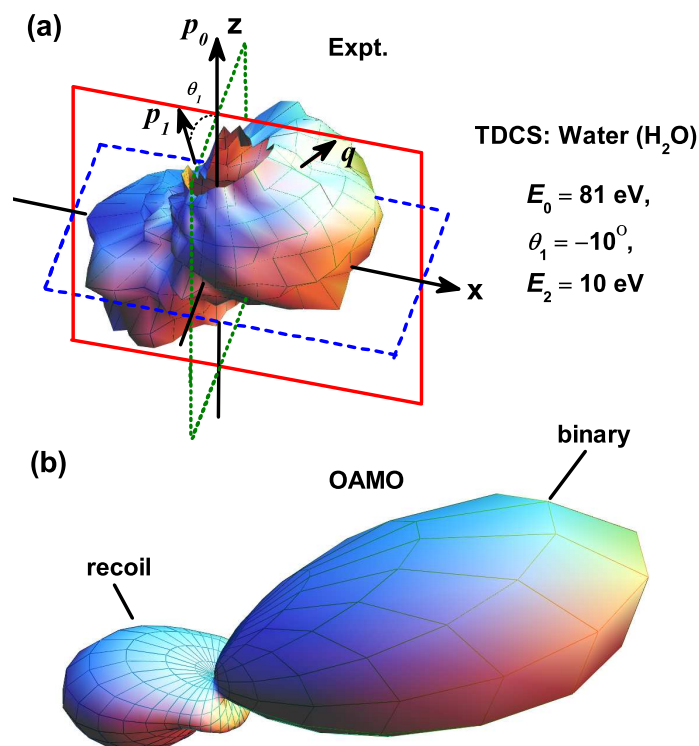 (a)
p0 z
Expt.
θ1
p1
q
TDCS: Water (H2O)
E0 = 81 eV,
θ1 = −10O,
E2 = 10 eV
x
(b)
binary
OAMO
recoil